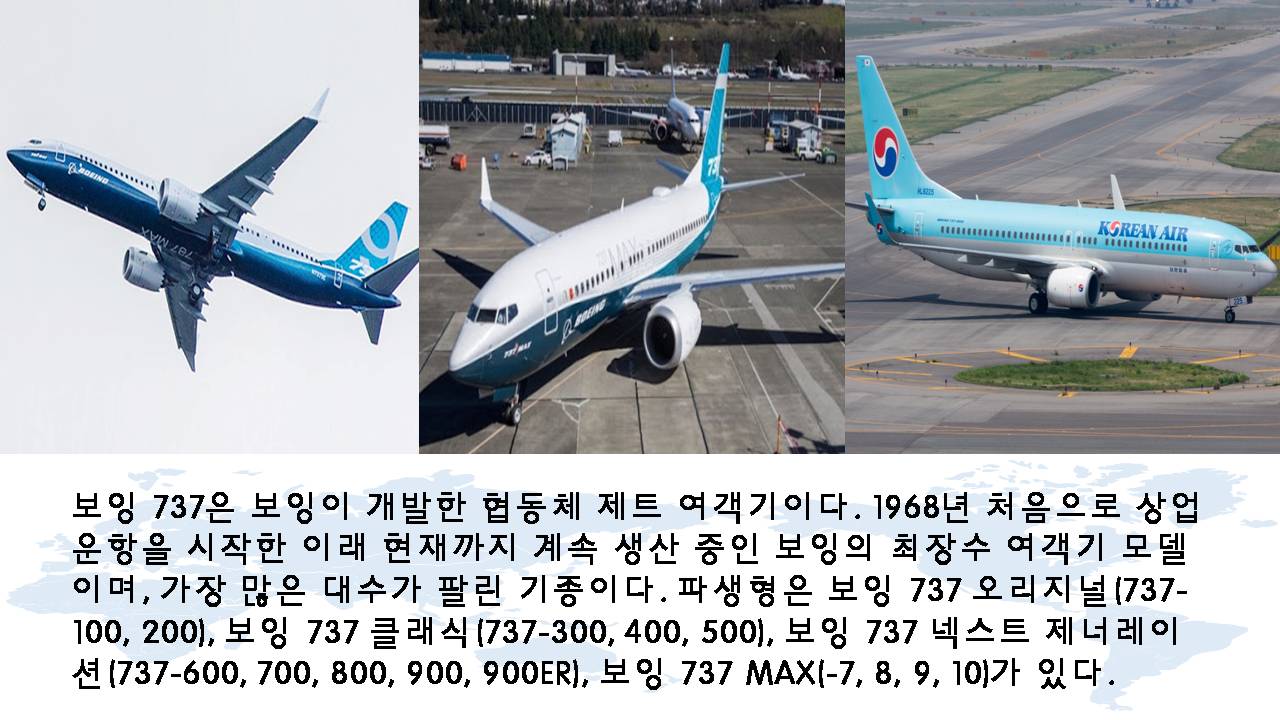 BOEING
737 MAX
9
737
BOEING
737 MAX
KOREAN AIR
보잉 737은 보잉이 개발한 협동체 제트 여객기이다. 1968년 처음으로 상업
운항을 시작한 이래 현재까지 계속 생산 중인 보잉의 최장수 여객기 모델
이며, 가장 많은 대수가 팔린 기종이다. 파생형은 보잉 737 오리지널(737-
100, 200), 보잉 737 클래식(737-300, 400, 500), 보잉 737 넥스트 제너레이
션(737-600, 700, 800, 900, 900ER), 보잉 737 MAX(-7, 8, 9, 10)가 있다.